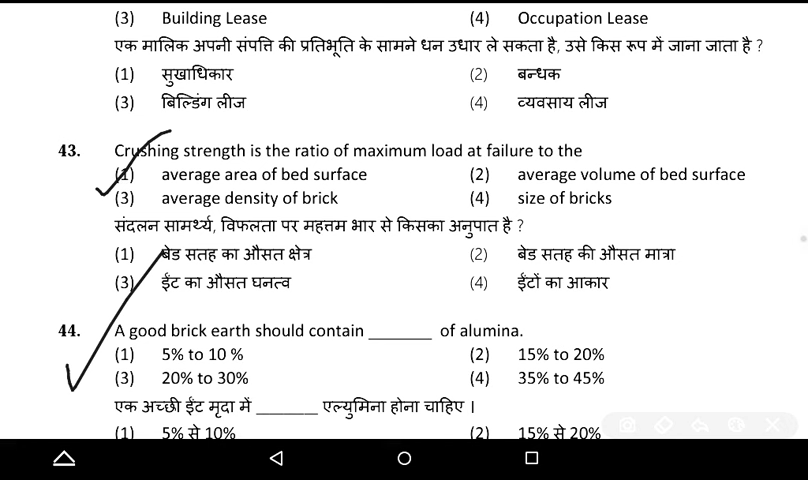 (3) Building Lease (4) Occupation Lease
एक मालिक अपनी संपत्ति की प्रतिभूति के सामने धन उधार ले सकता है, उसे किस रूप में जाना जाता है ?
(1) सुखाधिकार (2) बन्धक
(3) बिल्डिंग लीज (4) व्यवसाय लीज
43. Crushing strength is the ratio of maximum load at failure to the
(1) average area of bed surface (2) average volume of bed surface
(3) average density of brick (4) size of bricks
संदलन सामर्थ्य, विफलता पर महत्तम भार से किसका अनुपात है ?
(1) बेड सतह का औसत क्षेत्र (2) बेड सतह की औसत मात्रा
(3) ईंट का औसत घनत्व (4) ईंटों का आकार
44. A good brick earth should contain ________ of alumina.
(1) 5% to 10 % (2) 15% to 20%
(3) 20% to 30% (4) 35% to 45%
एक अच्छी ईंट मृदा में ________ एल्युमिना होना चाहिए ।
(1) 5% से 10% (2) 15% से 20%